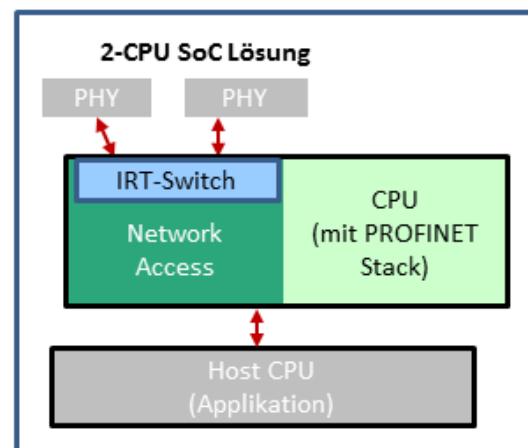 2-CPU SoC Lösung
PHY
PHY
IRT-Switch
Network
Access
CPU
(mit PROFINET
Stack)
Host CPU
(Applikation)